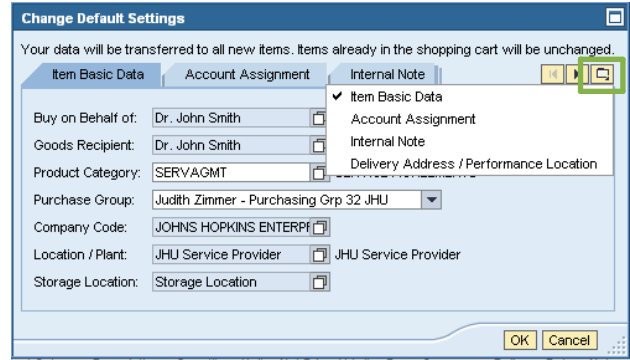 Change Default Settings
Your data will be transferred to all new items. Items already in the shopping cart will be unchanged.
Item Basic Data Account Assignment Internal Note
Item Basic Data
Account Assignment
Internal Note
Delivery Address / Performance Location
Buy on Behalf of: Dr. John Smith
Goods Recipient: Dr. John Smith
Product Category: SERVAGMT
Purchase Group: Judith Zimmer - Purchasing Grp 32 JHU
Company Code: JOHNS HOPKINS ENTERPR
Location / Plant: JHU Service Provider JHU Service Provider
Storage Location: Storage Location
OK Cancel